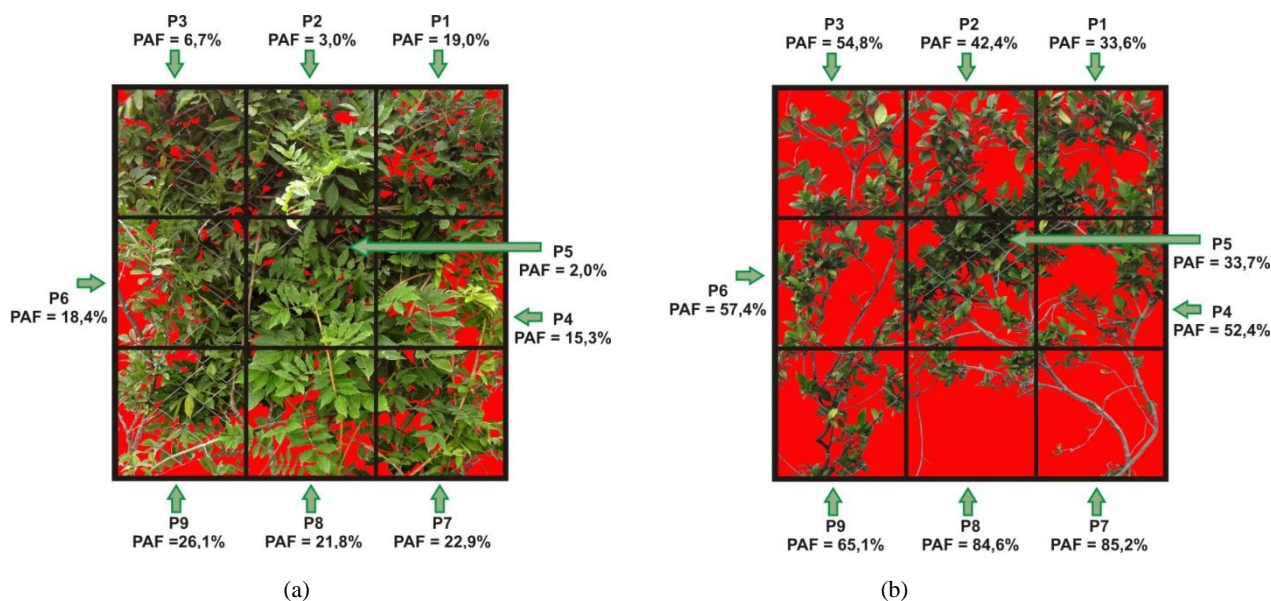 P3
PAF = 6,7%
P2
PAF = 3,0%
P1
PAF = 19,0%
P5
PAF = 2,0%
P6
PAF = 18,4%
P4
PAF = 15,3%
P9
PAF =26,1%
P8
PAF = 21,8%
P7
PAF = 22,9%
(a)
P3
PAF = 54,8%
P2
PAF = 42,4%
P1
PAF = 33,6%
P5
PAF = 33,7%
P6
PAF = 57,4%
P4
PAF = 52,4%
P9
PAF = 65,1%
P8
PAF = 84,6%
P7
PAF = 85,2%
(b)